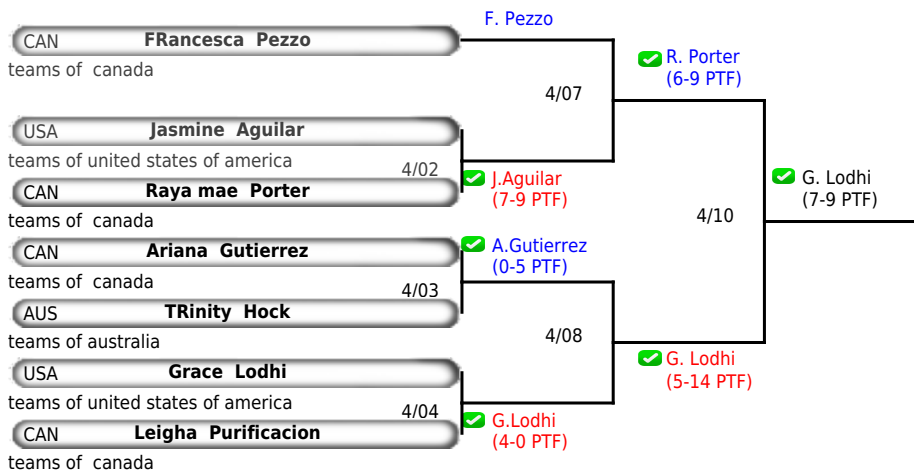 F. Pezzo
CAN FRancesca Pezzo
teams of canada
R. Porter
(6-9 PTF)
4/07
USA Jasmine Aguilar
teams of united states of america
4/02
J.Aguilar
(7-9 PTF)
CAN Raya mae Porter
teams of canada
G. Lodhi
(7-9 PTF)
4/10
CAN Ariana Gutierrez
teams of canada
A.Gutierrez
(0-5 PTF)
4/03
AUS TRinity Hock
teams of australia
4/08
G. Lodhi
(5-14 PTF)
USA Grace Lodhi
teams of united states of america
4/04
G.Lodhi
(4-0 PTF)
CAN Leigha Purificacion
teams of canada